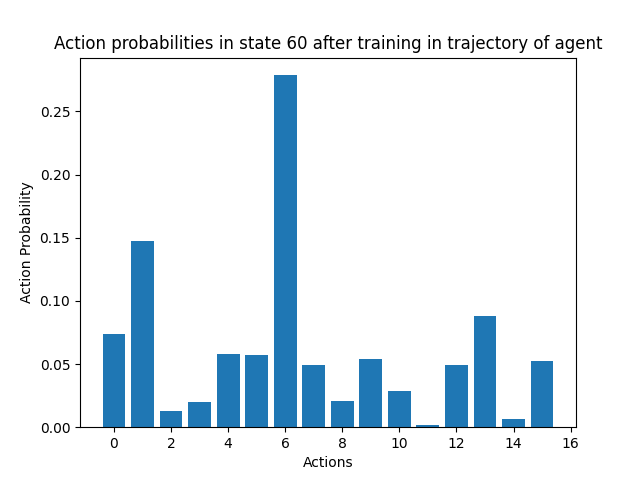 Action probabilities in state 60 after training in trajectory of agent
0.25
0.20
0.15
0.10
0.05
0.00
Action Probability
0 2 4 6 8 10 12 14 16
Actions